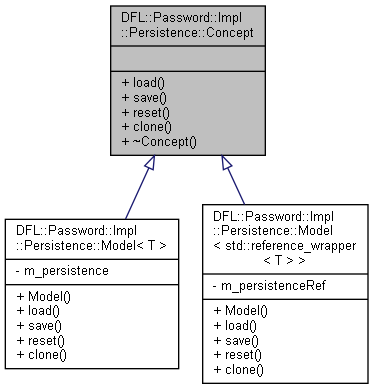 DFL::Password::Impl
::Persistence::Concept
+ load()
+ save()
+ reset()
+ clone()
+ ~Concept()
DFL::Password::Impl
::Persistence::Model< T >
- m_persistence
+ Model()
+ load()
+ save()
+ reset()
+ clone()
DFL::Password::Impl
::Persistence::Model
< std::reference_wrapper
< T > >
- m_persistenceRef
+ Model()
+ load()
+ save()
+ reset()
+ clone()